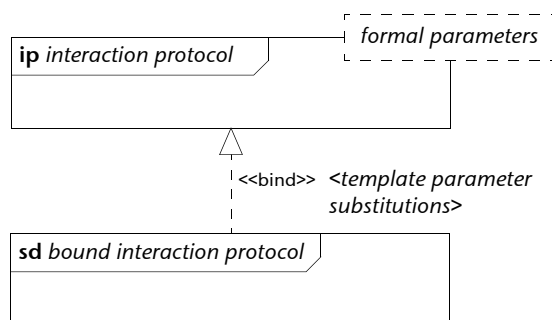 formal parameters
ip interaction protocol
<<bind>> <template parameter
substitutions>
sd bound interaction protocol